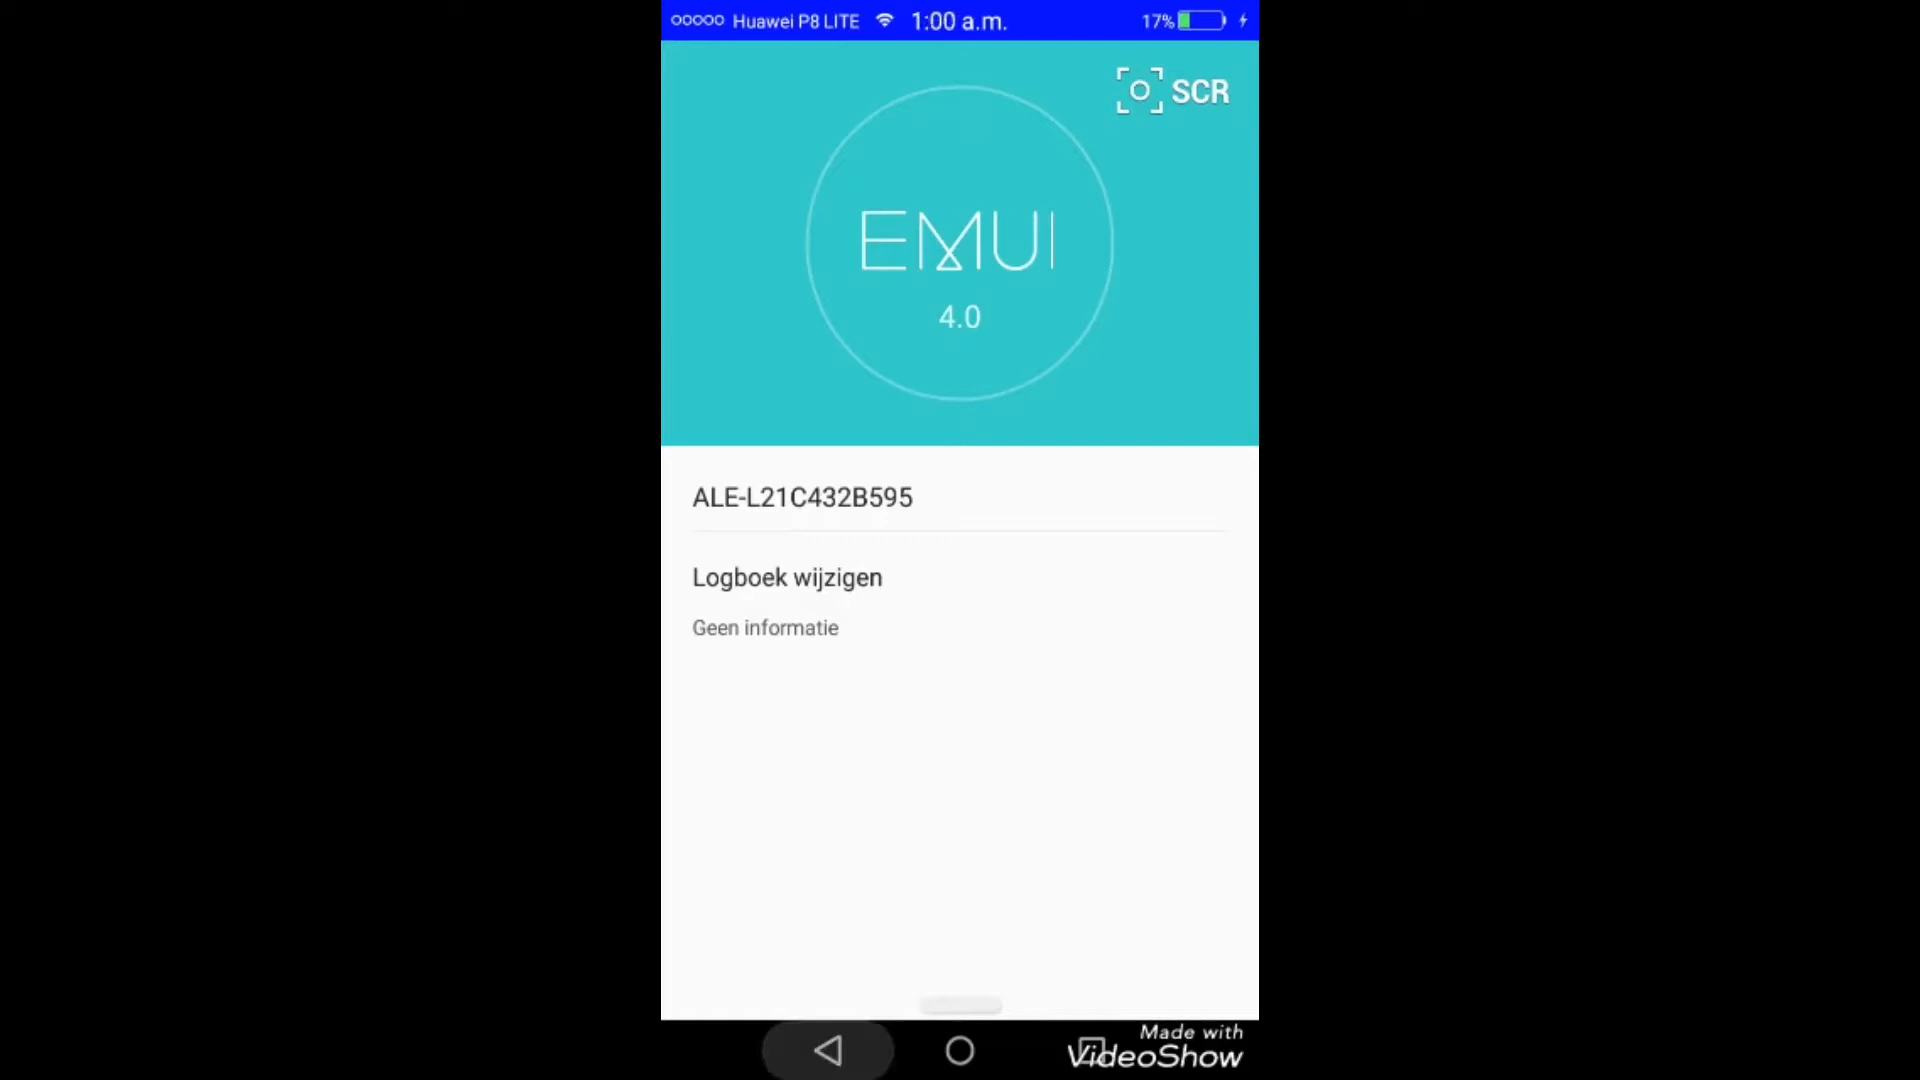 Huawei P8 LITE 1:00 a.m. 17%
SCR
EMUI
4.0
ALE-L21C432B595
Logboek wijzigen
Geen informatie
Made with
VideoShow